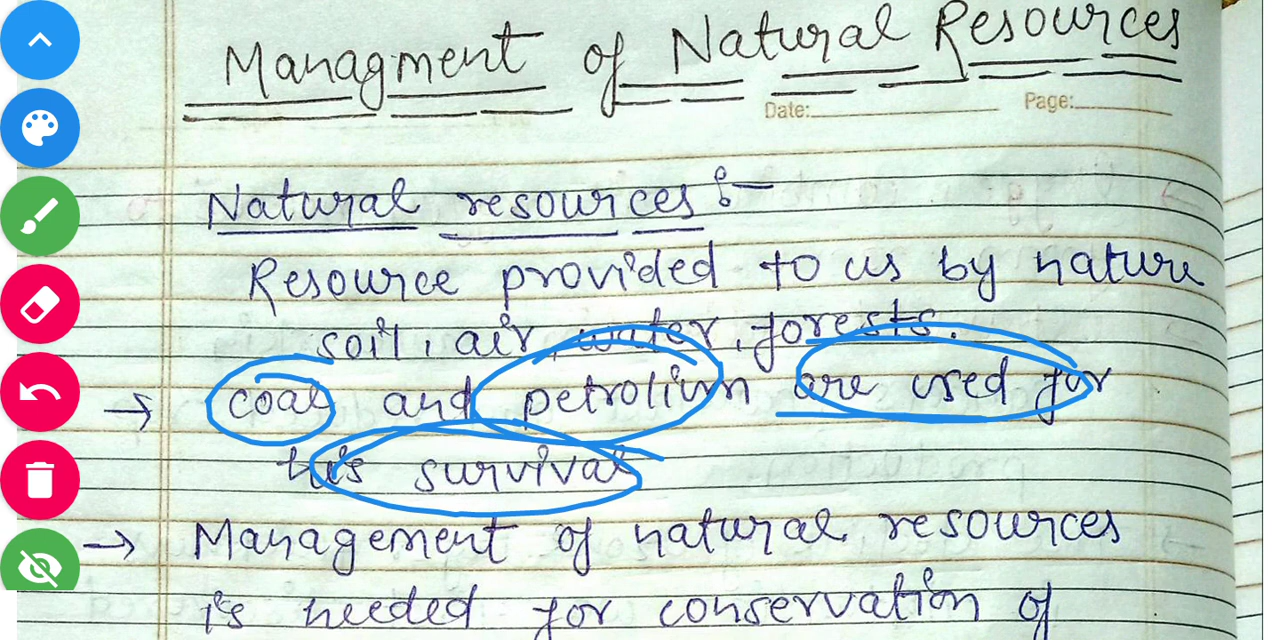 Managment of Natural Resources
Date: Page:
Natural resources :-
Resource provided to us by nature
soil, air, water, forests.
→ coal and petrolium are used for
his survival
→ Management of natural resources
is needed for conservation of